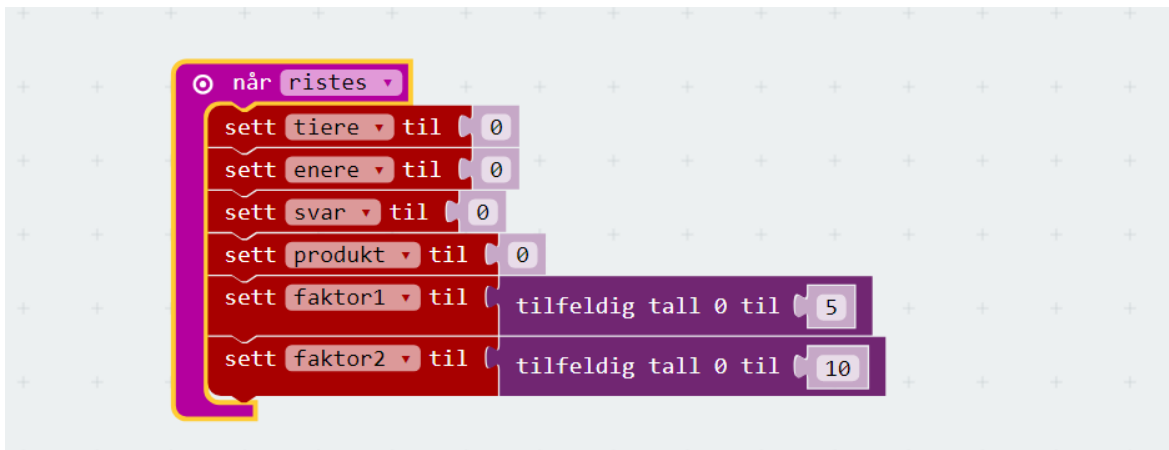 når ristes
sett tiere til 0
sett enere til 0
sett svar til 0
sett produkt til 0
sett faktor1 til tilfeldig tall 0 til 5
sett faktor2 til tilfeldig tall 0 til 10